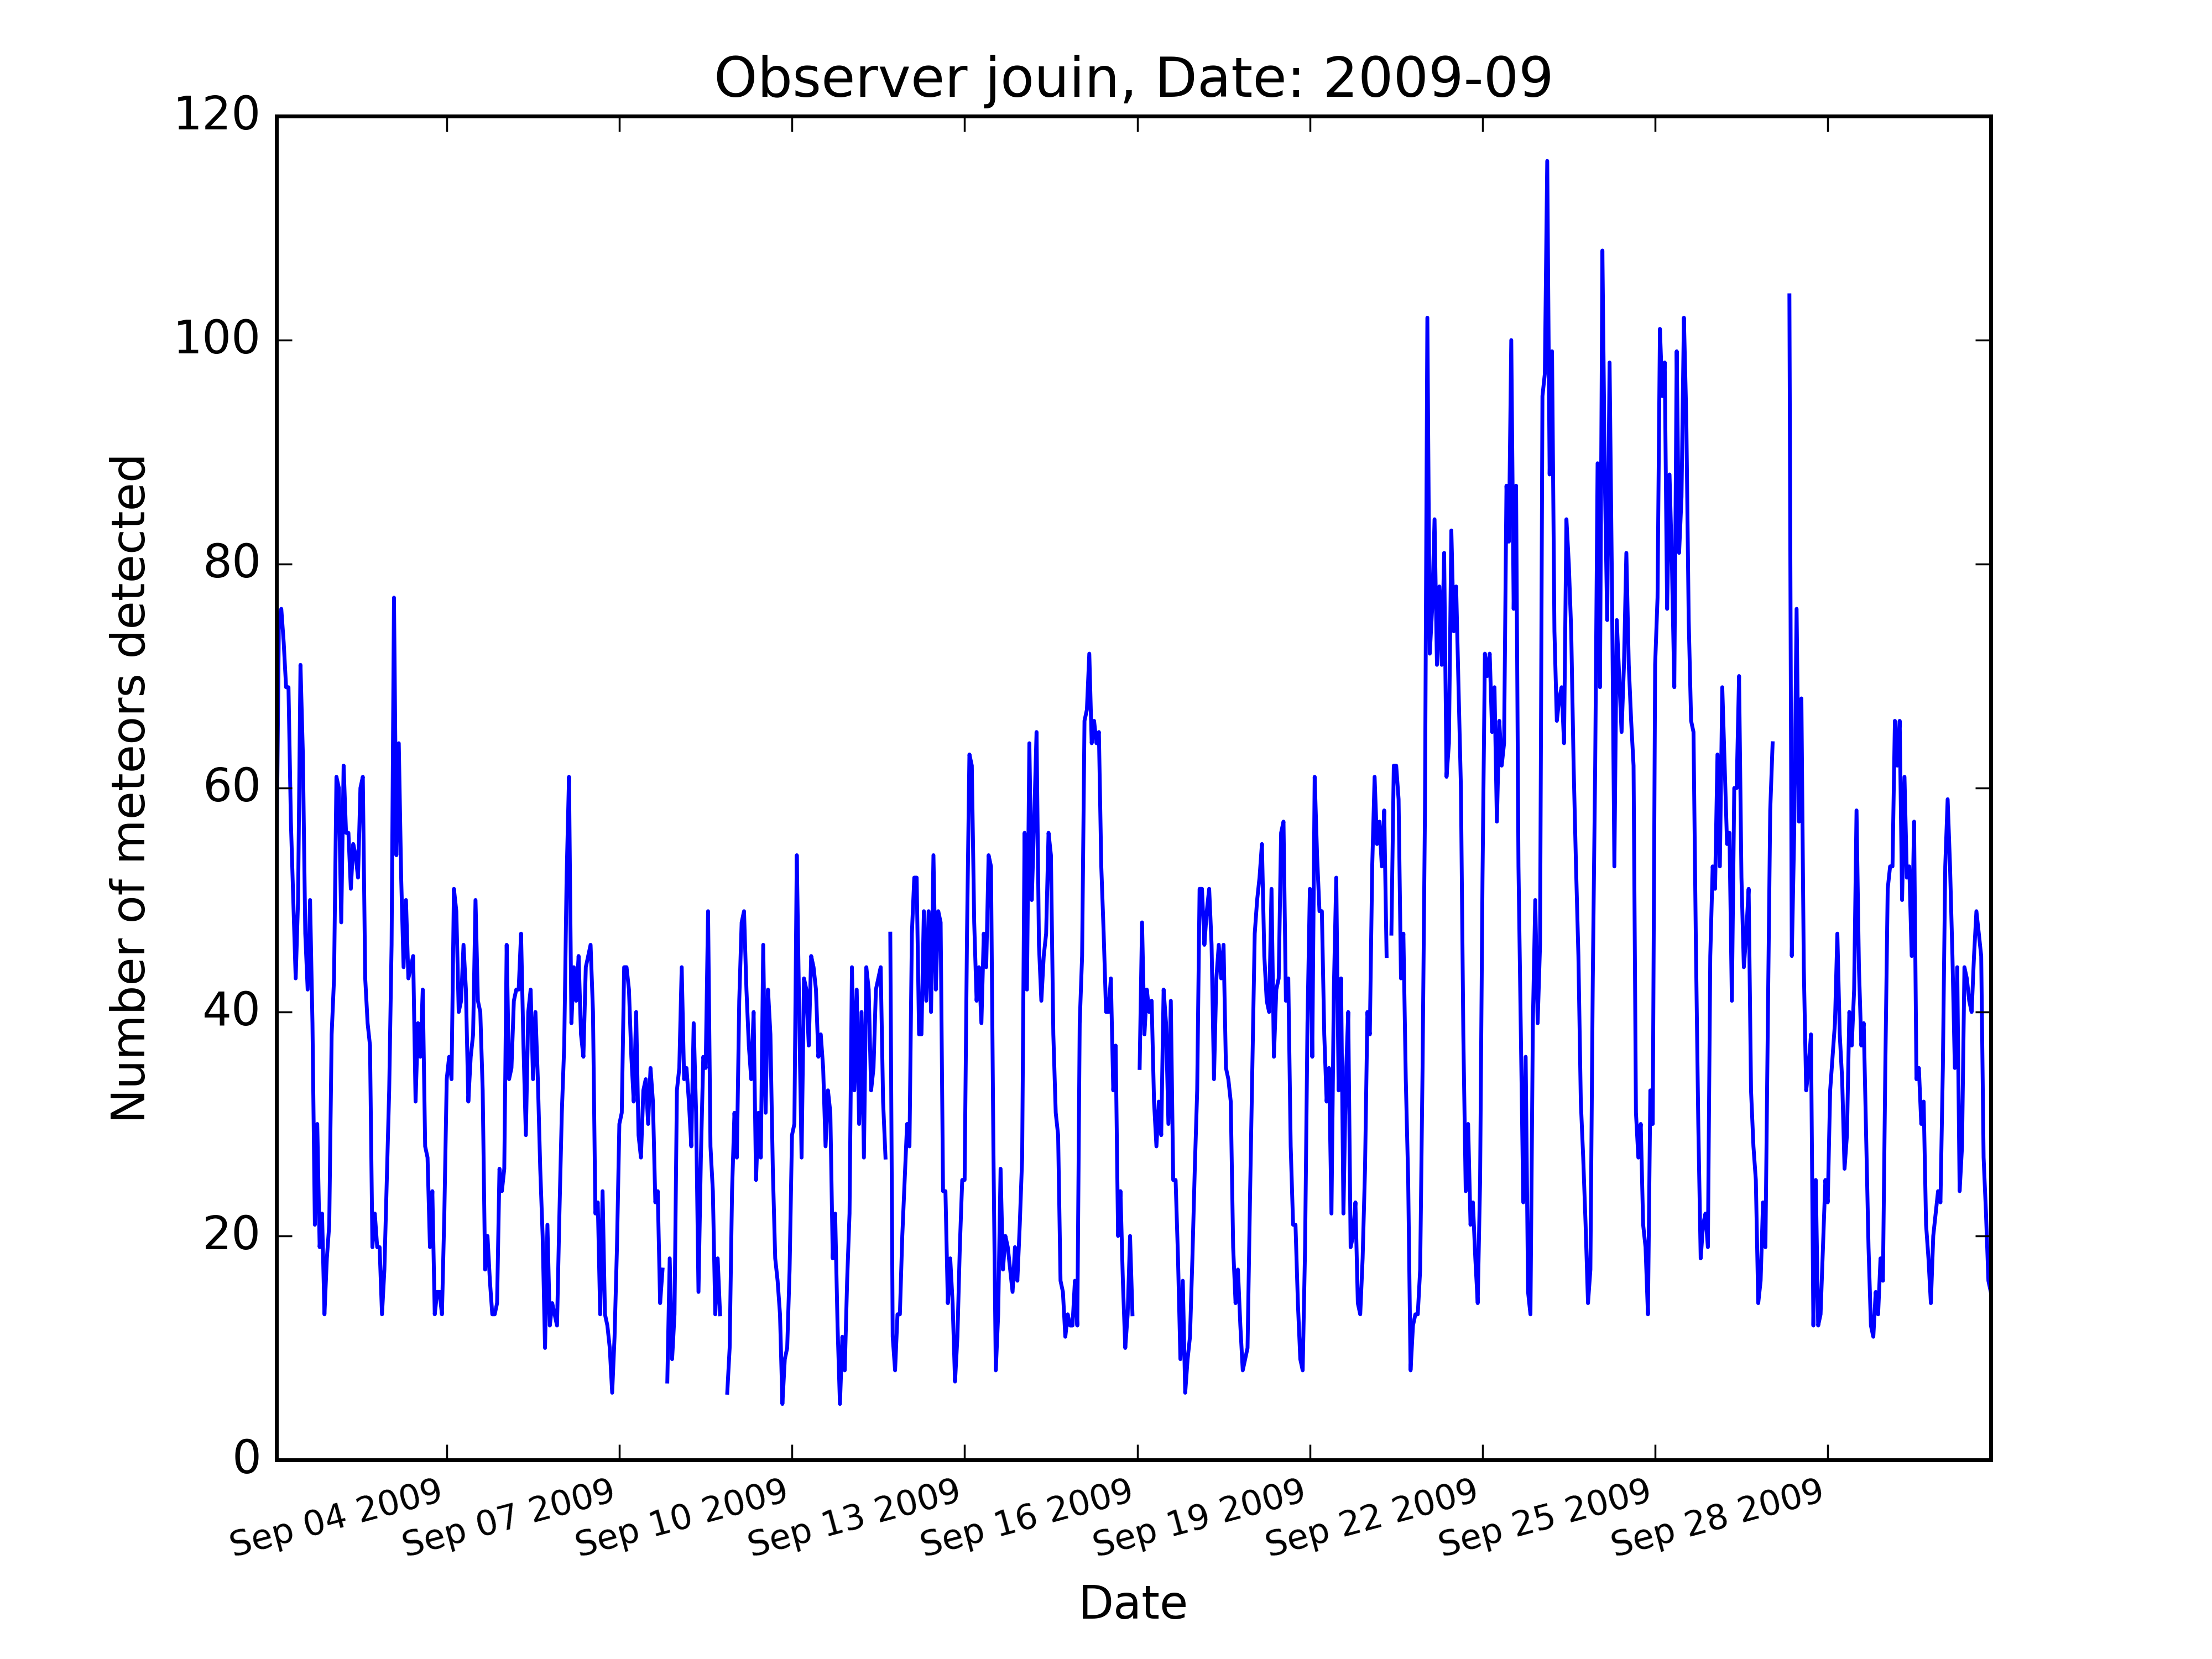 Observer jouin, Date: 2009-09
120
100
80
60
40
20
0
Number of meteors detected
Sep 04 2009
Sep 07 2009
Sep 10 2009
Sep 13 2009
Sep 16 2009
Sep 19 2009
Sep 22 2009
Sep 25 2009
Sep 28 2009
Date